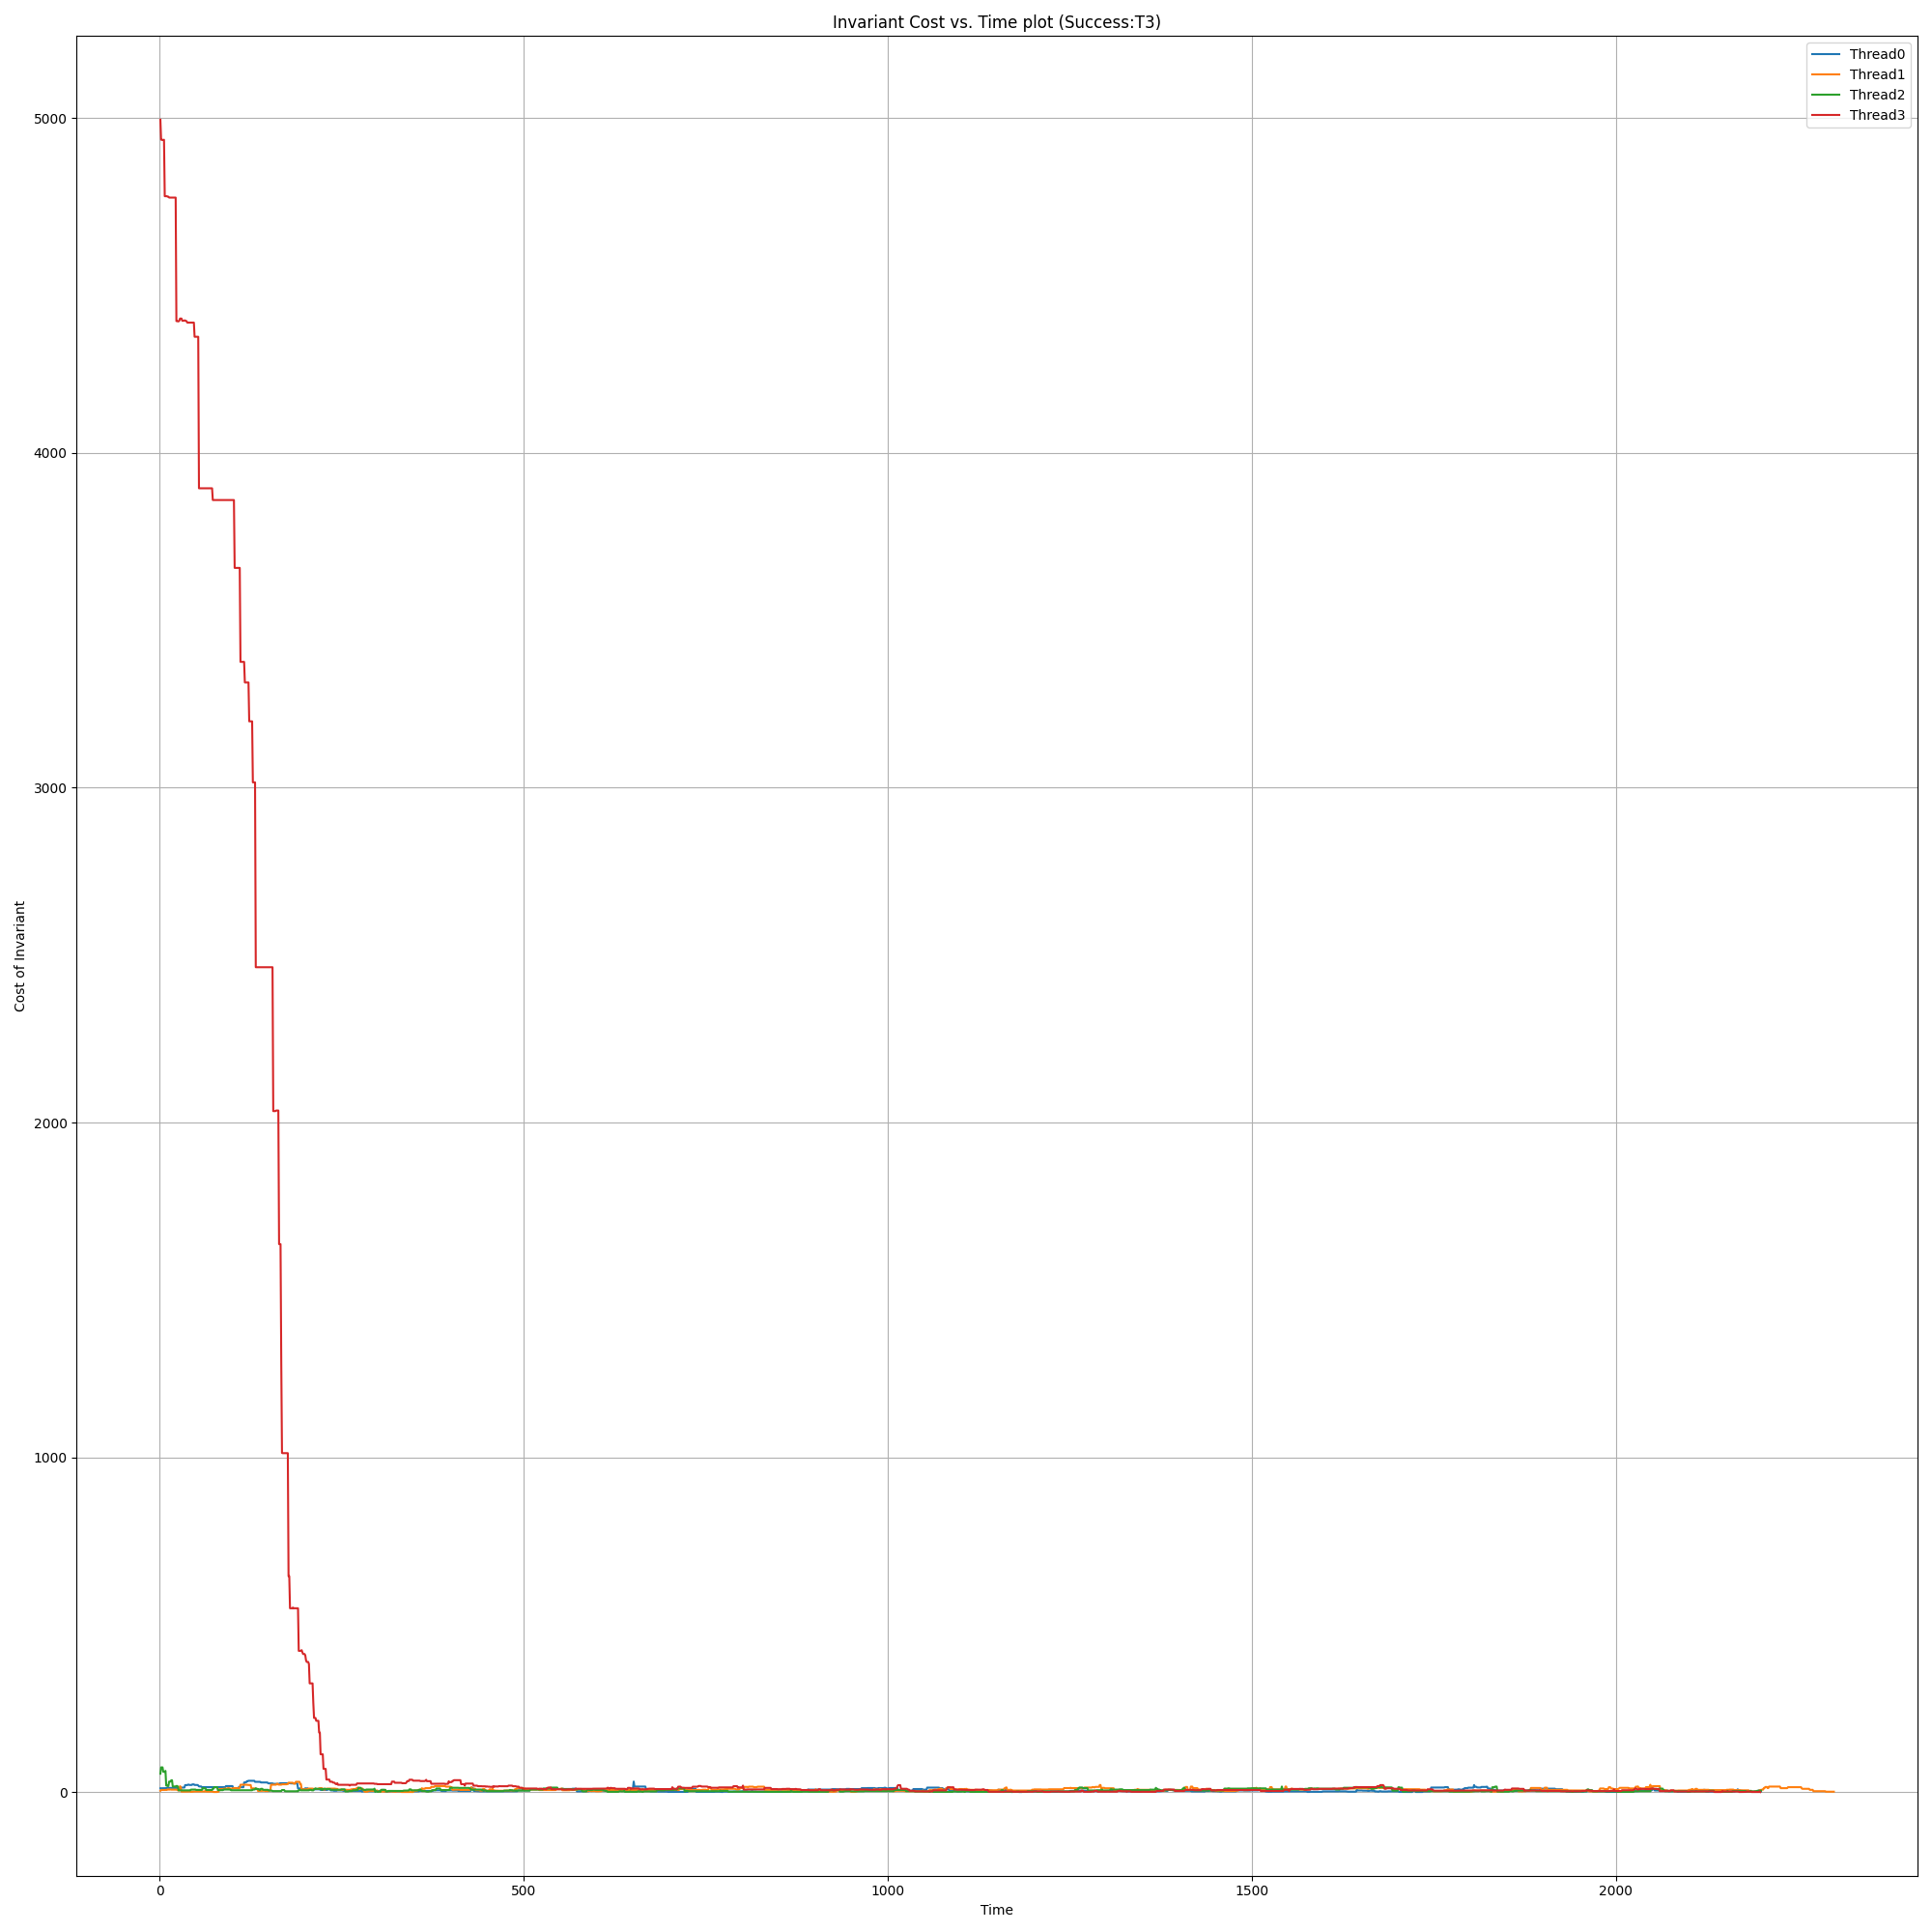 Invariant Cost vs. Time plot (Success:T3)
Thread0
Thread1
Thread2
Thread3
5000
4000
3000
2000
1000
0
Cost of Invariant
0 500 1000 1500 2000
Time